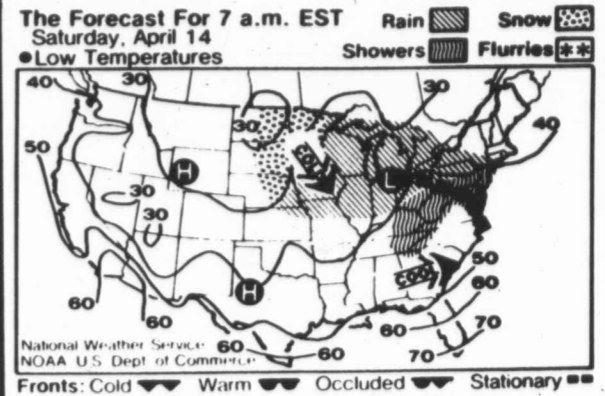 The Forecast For 7 a.m. EST
Saturday, April 14
Low Temperatures
Rain
Snow
Showers
Flurries
40
30
30
50
30
40
COLD
H
L
30
30
H
COOL
50
60
60
60
60
60
60
70
70
National Weather Service
NOAA U.S. Dept of Commerce
Fronts: Cold Warm Occluded Stationary